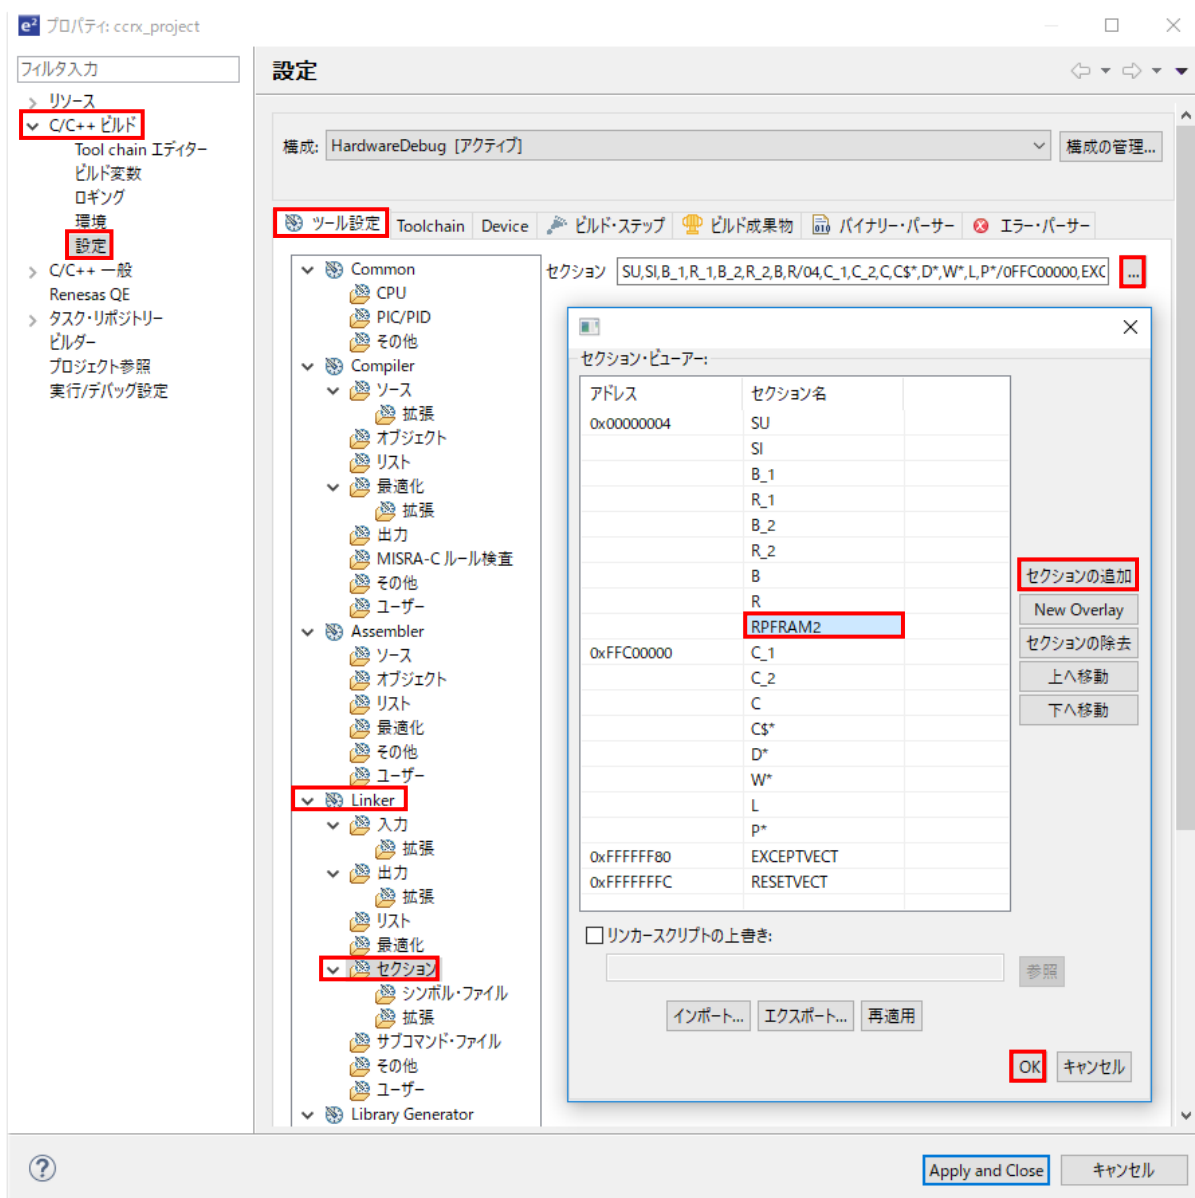 e² プロパティ: ccrx_project
フィルタ入力
設定
リソース
C/C++ ビルド
Tool chain エディター
ビルド変数
ロギング
環境
設定
C/C++ 一般
Renesas QE
タスク・リポジトリー
ビルダー
プロジェクト参照
実行/デバッグ設定
構成: HardwareDebug [アクティブ] 構成の管理...
ツール設定 Toolchain Device ビルド・ステップ ビルド成果物 バイナリー・パーサー エラー・パーサー
Common
CPU
PIC/PID
その他
Compiler
ソース
拡張
オブジェクト
リスト
最適化
拡張
出力
MISRA-C ルール検査
その他
ユーザー
Assembler
ソース
オブジェクト
リスト
最適化
その他
ユーザー
Linker
入力
拡張
出力
拡張
リスト
最適化
セクション
シンボル・ファイル
拡張
サブコマンド・ファイル
その他
ユーザー
Library Generator
セクション SU,SI,B_1,R_1,B_2,R_2,B,R/04,C_1,C_2,C,C$*,D*,W*,L,P*/0FFC00000,EXC ...
セクション・ビューアー:
アドレス セクション名
0x00000004 SU
SI
B_1
R_1
B_2
R_2
B
R
RPFRAM2
0xFFC00000 C_1
C_2
C
C$*
D*
W*
L
P*
0xFFFFFF80 EXCEPTVECT
0xFFFFFFFC RESETVECT
セクションの追加
New Overlay
セクションの除去
上へ移動
下へ移動
リンカースクリプトの上書き:
参照
インポート... エクスポート... 再適用
OK キャンセル
? Apply and Close キャンセル